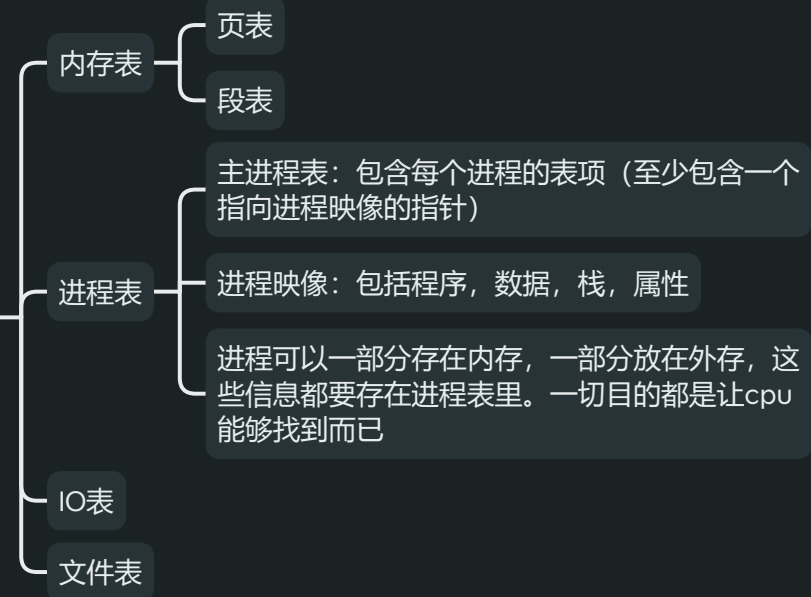 页表
内存表
段表
主进程表：包含每个进程的表项（至少包含一个
指向进程映像的指针）
进程表
进程映像：包括程序，数据，栈，属性
进程可以一部分存在内存，一部分放在外存，这
些信息都要存在进程表里。一切目的都是让cpu
能够找到而已
IO表
文件表